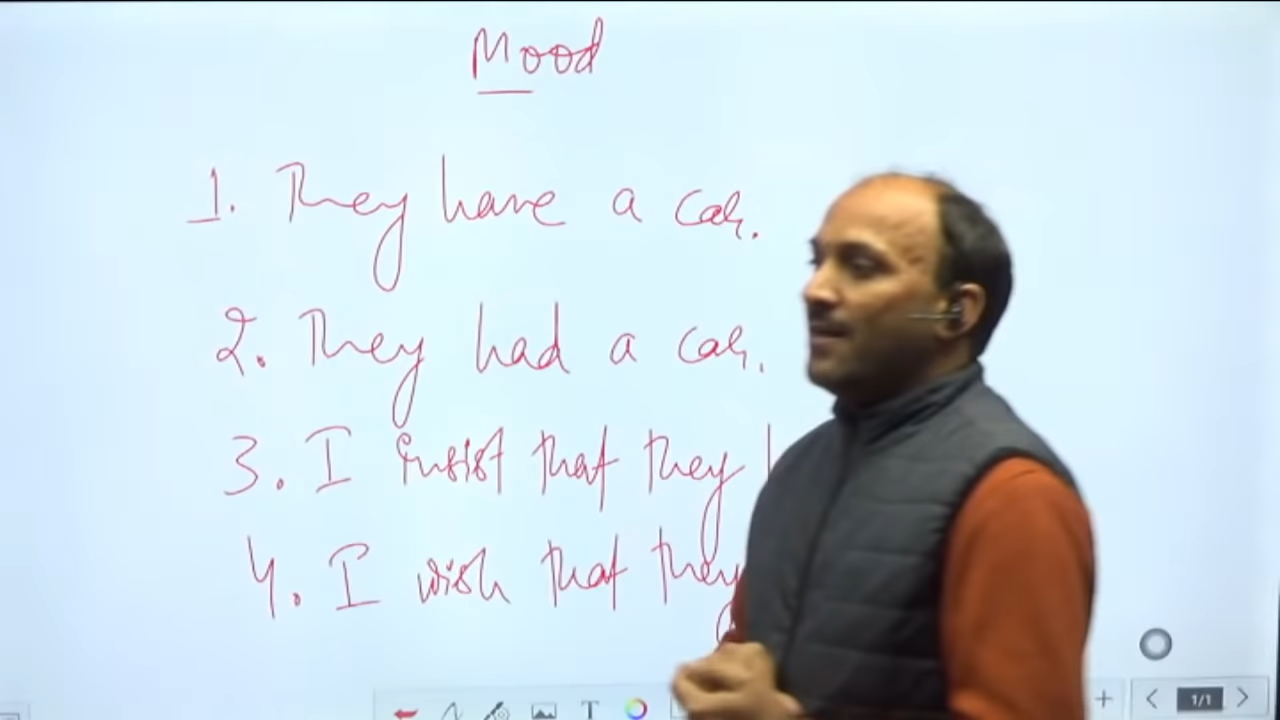 Mood
1. They have a car.
2. They had a car.
3. I insist that they
4. I wish that they
T
1/1